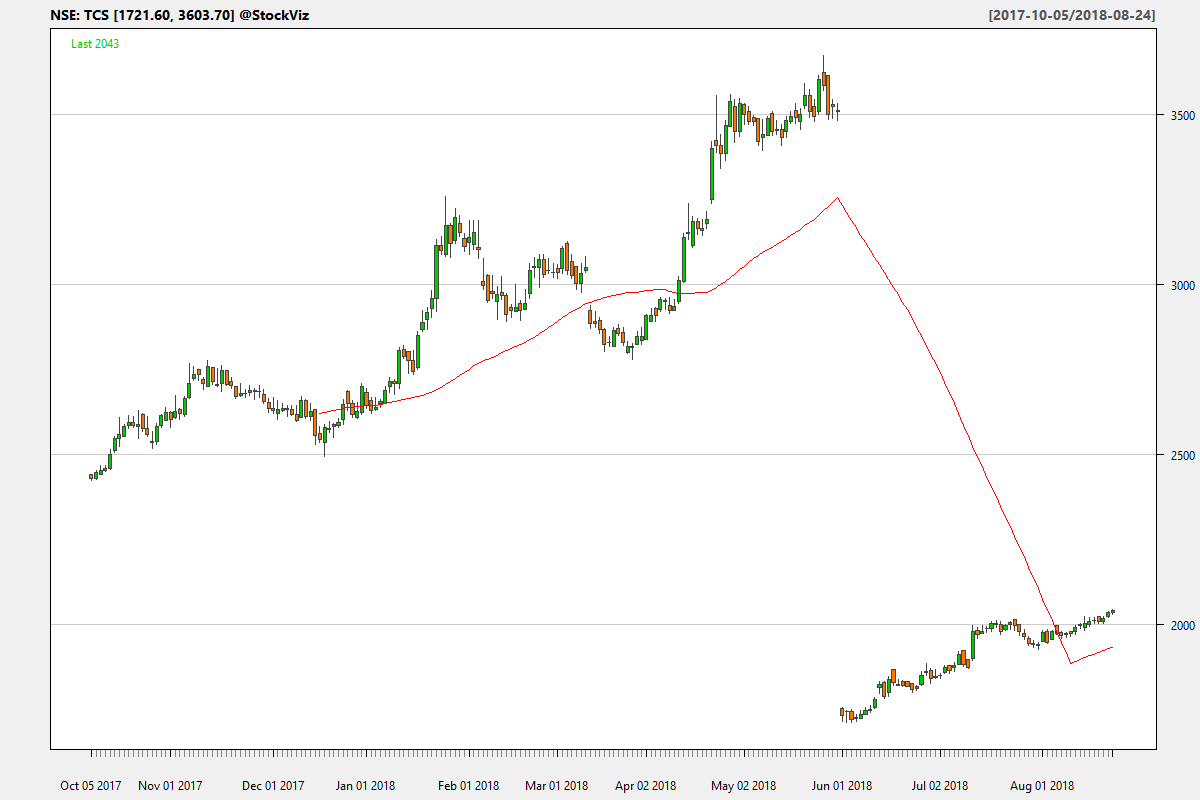 NSE: TCS [1721.60, 3603.70] @StockViz
[2017-10-05/2018-08-24]
Last 2043
3500
3000
2500
2000
Oct 05 2017 Nov 01 2017 Dec 01 2017 Jan 01 2018 Feb 01 2018 Mar 01 2018 Apr 02 2018 May 02 2018 Jun 01 2018 Jul 02 2018 Aug 01 2018